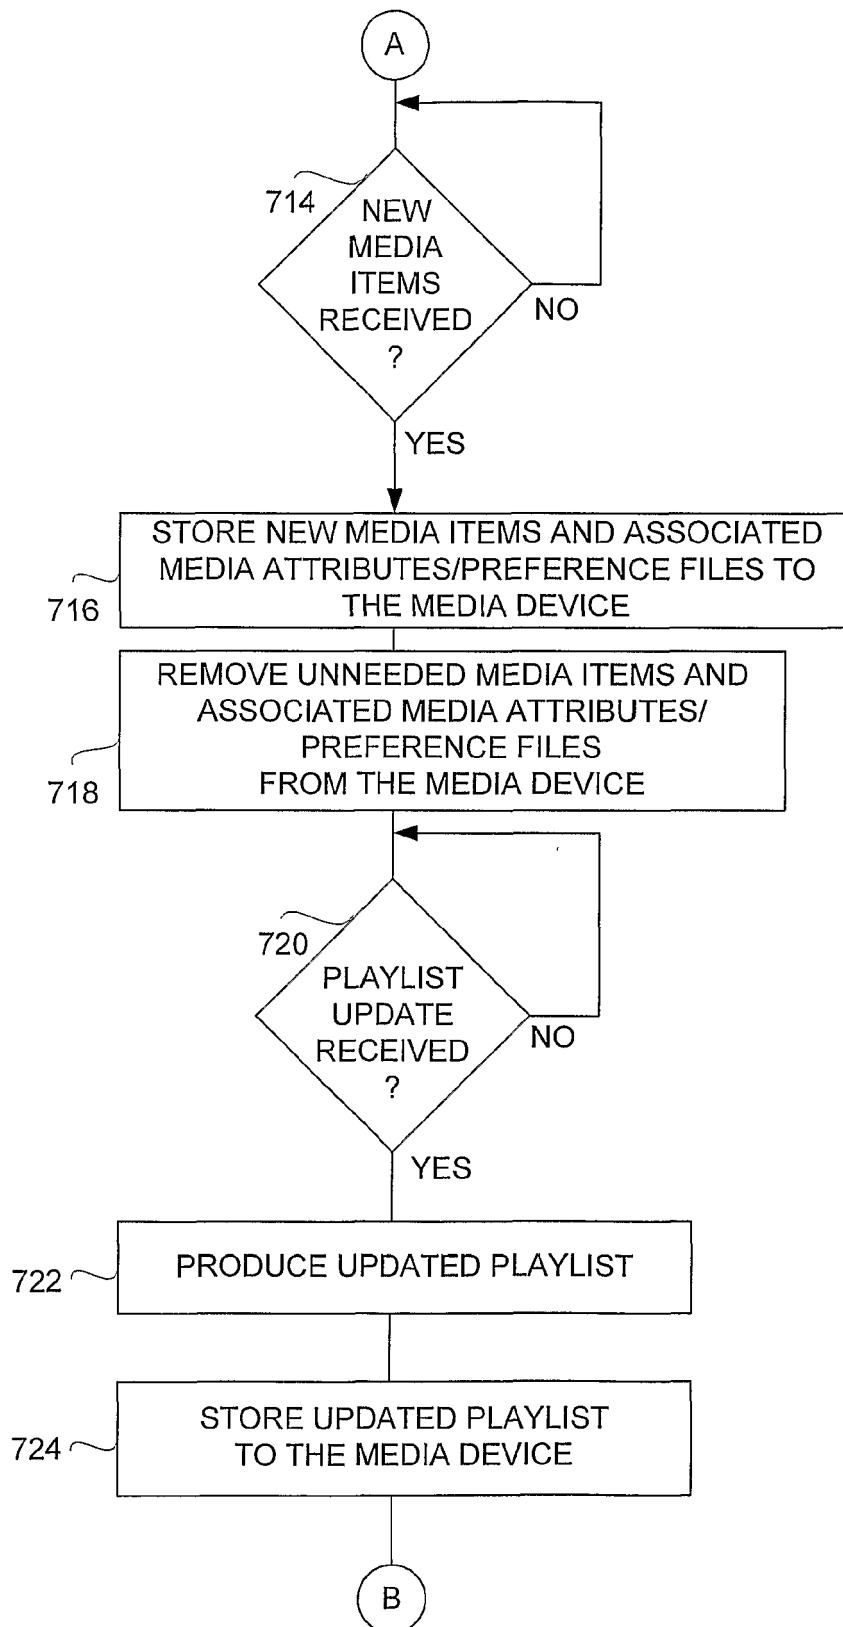 A
714
NEW
MEDIA
ITEMS
RECEIVED
?
NO
YES
STORE NEW MEDIA ITEMS AND ASSOCIATED
MEDIA ATTRIBUTES/PREFERENCE FILES TO
THE MEDIA DEVICE
716
REMOVE UNNEEDED MEDIA ITEMS AND
ASSOCIATED MEDIA ATTRIBUTES/
PREFERENCE FILES
FROM THE MEDIA DEVICE
718
720
PLAYLIST
UPDATE
RECEIVED
?
NO
YES
PRODUCE UPDATED PLAYLIST
722
STORE UPDATED PLAYLIST
TO THE MEDIA DEVICE
724
B